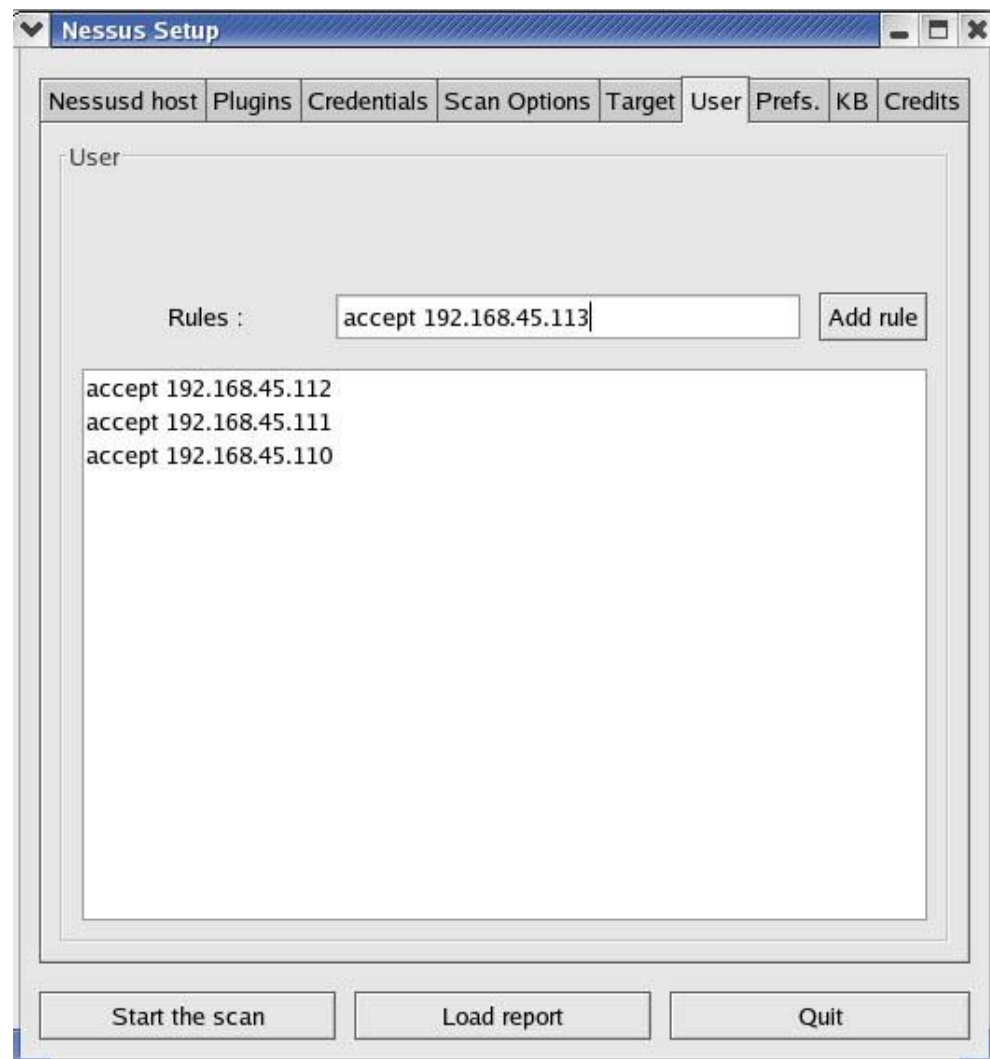 Nessus Setup
Nessusd host Plugins Credentials Scan Options Target User Prefs. KB Credits
User
Rules : accept 192.168.45.113 Add rule
accept 192.168.45.112
accept 192.168.45.111
accept 192.168.45.110
Start the scan Load report Quit